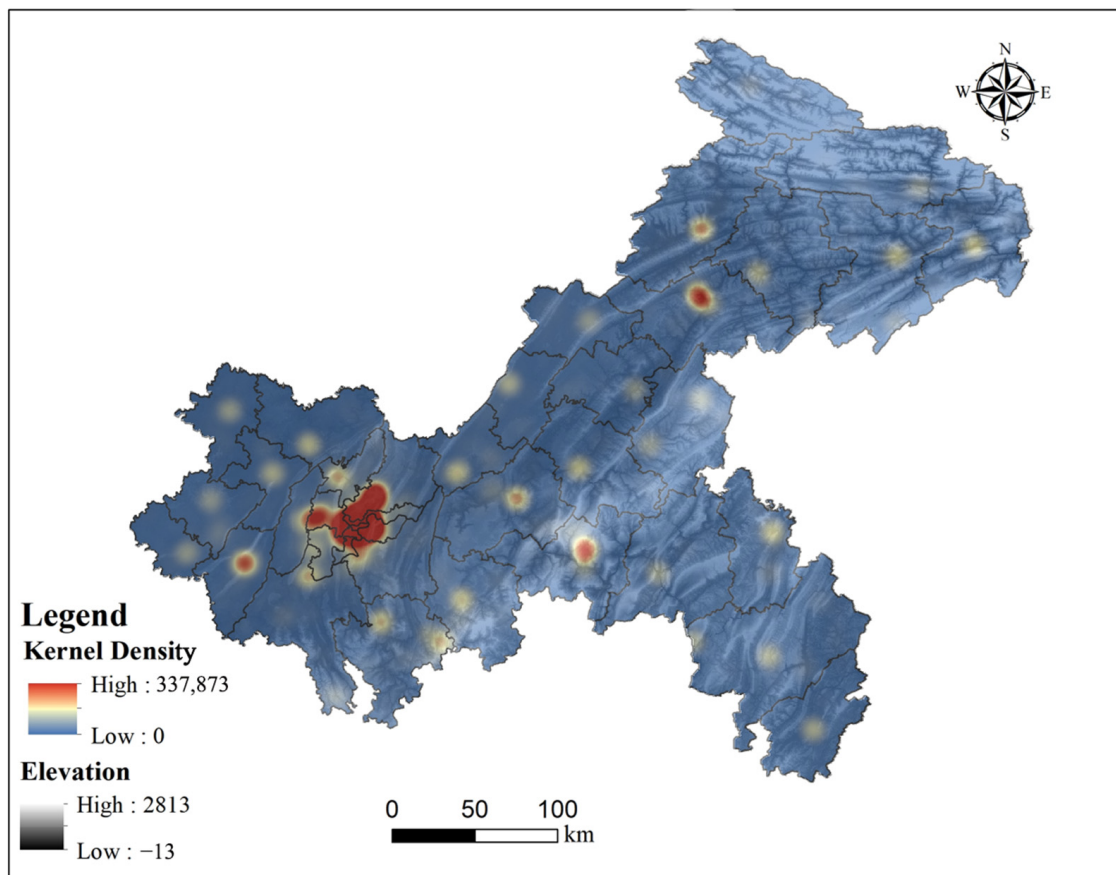 N
W E
S
Legend
Kernel Density
High : 337,873
Low : 0
Elevation
High : 2813
Low : −13
0 50 100
km